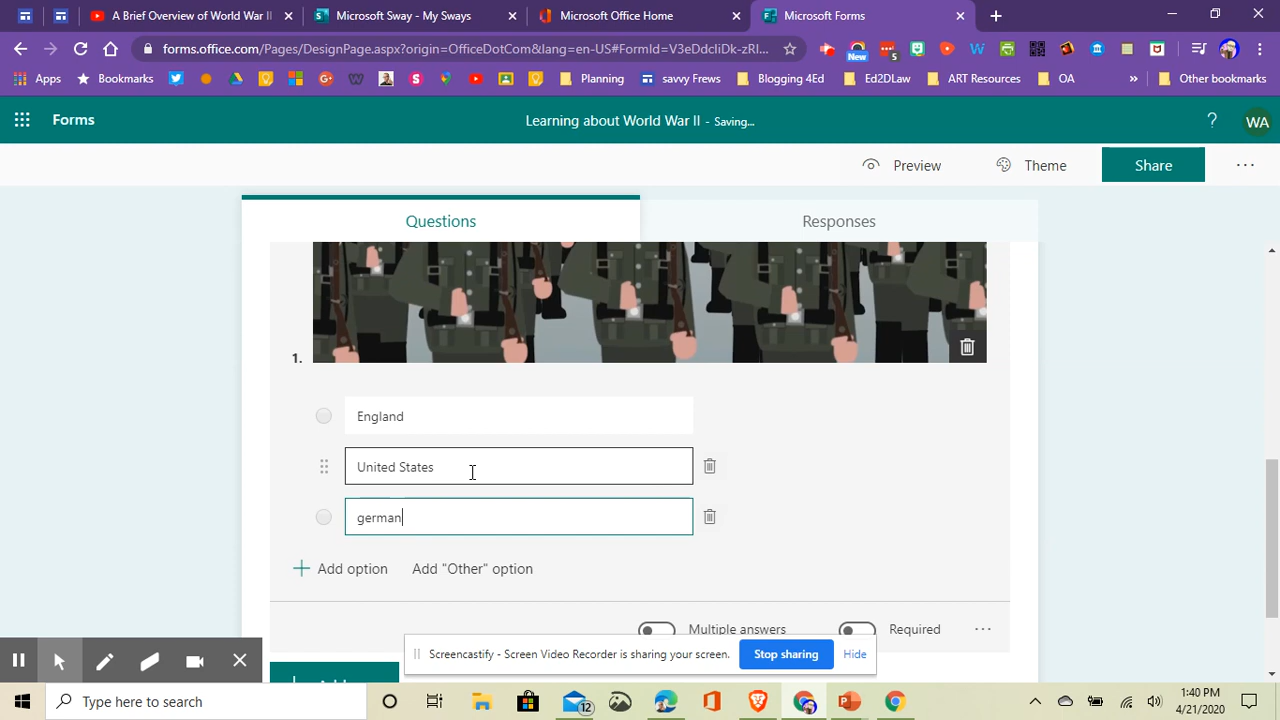 A Brief Overview of World War II
Microsoft Sway - My Sways
Microsoft Office Home
Microsoft Forms
forms.office.com/Pages/DesignPage.aspx?origin=OfficeDotCom&lang=en-US#FormId=V3eDdcIiDk-zRl...
New
S
Apps
Bookmarks
Planning
savvy Frews
Blogging 4Ed
Ed2DLaw
ART Resources
OA
»
Other bookmarks
Forms
Learning about World War II - Saving...
?
WA
Preview
Theme
Share
...
Questions
Responses
1.
England
United States
german
Add option
Add "Other" option
Multiple answers
Required
...
Screencastify - Screen Video Recorder is sharing your screen.
Stop sharing
Hide
Type here to search
12
1:40 PM
4/21/2020